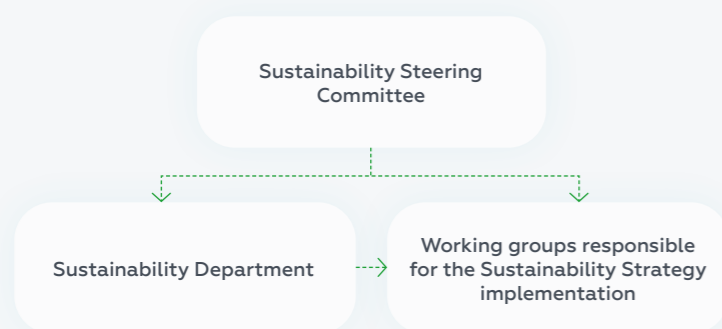 Sustainability Steering
Committee
Sustainability Department
Working groups responsible
for the Sustainability Strategy
implementation